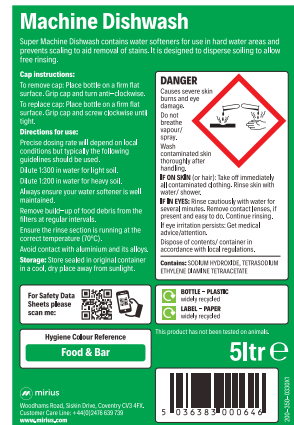 Machine Dishwash
Super Machine Dishwash contains water softeners for use in hard water areas and
prevents scaling to aid removal of stains. It is designed to disperse soiling to allow
free rinsing.
Cap instructions:
To remove cap: Place bottle on a firm flat
surface. Grip cap and turn anti-clockwise.
To replace cap: Place bottle on a firm flat
surface. Grip cap and screw clockwise until
tight.
Directions for use:
Precise dosing rate will depend on local
conditions but typically the following
guidelines should be used.
Dilute 1:300 in water for light soil.
Dilute 1:200 in water for heavy soil.
Always ensure your water softener is well
maintained.
Remove build-up of food debris from the
filters at regular intervals.
Ensure the rinse section is running at the
correct temperature (70°C).
Avoid contact with aluminium and its alloys.
Storage: Store sealed in original container
in a cool, dry place away from sunlight.
DANGER
Causes severe skin
burns and eye
damage.
Do not
breathe
vapour/
spray.
Wash
contaminated skin
thoroughly after
handling.
IF ON SKIN (or hair): Take off immediately
all contaminated clothing. Rinse skin with
water/ shower.
IF IN EYES: Rinse cautiously with water for
several minutes. Remove contact lenses, if
present and easy to do, Continue rinsing.
If eye irritation persists: Get medical
advice/attention.
Dispose of contents/ container in
accordance with local regulations.
Contains: SODIUM HYDROXIDE, TETRASODIUM
ETHYLENE DIAMINE TETRAACETATE
For Safety Data
Sheets please
scan me:
BOTTLE - PLASTIC
widely recycled
LABEL - PAPER
widely recycled
Hygiene Colour Reference
Food & Bar
This product has not been tested on animals.
5ltr e
mirius
Woodhams Road, Siskin Drive, Coventry CV3 4FX.
Customer Care Line: +44(0)2476 639 739
www.mirius.com
5 036383 000646